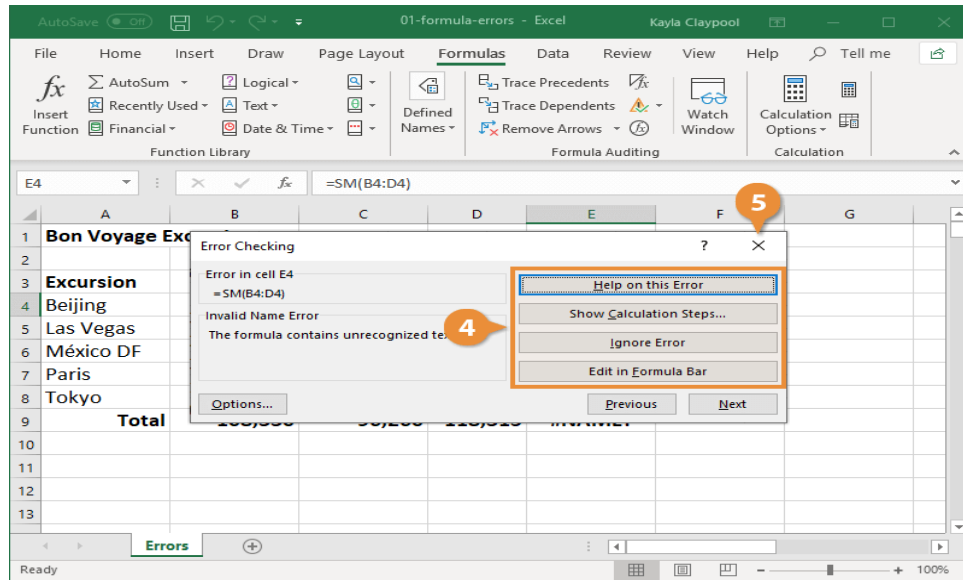 AutoSave Off 01-formula-errors - Excel Kayla Claypool
File Home Insert Draw Page Layout Formulas Data Review View Help Tell me
fx Insert Function
∑ AutoSum
Recently Used
Financial
Logical
Text
Date & Time
Function Library
Defined Names
Trace Precedents
Trace Dependents
Remove Arrows
Formula Auditing
Watch Window
Calculation Options
Calculation
E4 fx =SM(B4:D4)
A B C D E F G
1 Bon Voyage
2
3 Excursion
4 Beijing
5 Las Vegas
6 México DF
7 Paris
8 Tokyo
9 Total
10
11
12
13
Error Checking ?
5
Error in cell E4
=SM(B4:D4)
Invalid Name Error
The formula contains unrecognized
4
Help on this Error
Show Calculation Steps...
Ignore Error
Edit in Formula Bar
Options... Previous Next
Errors
Ready 100%